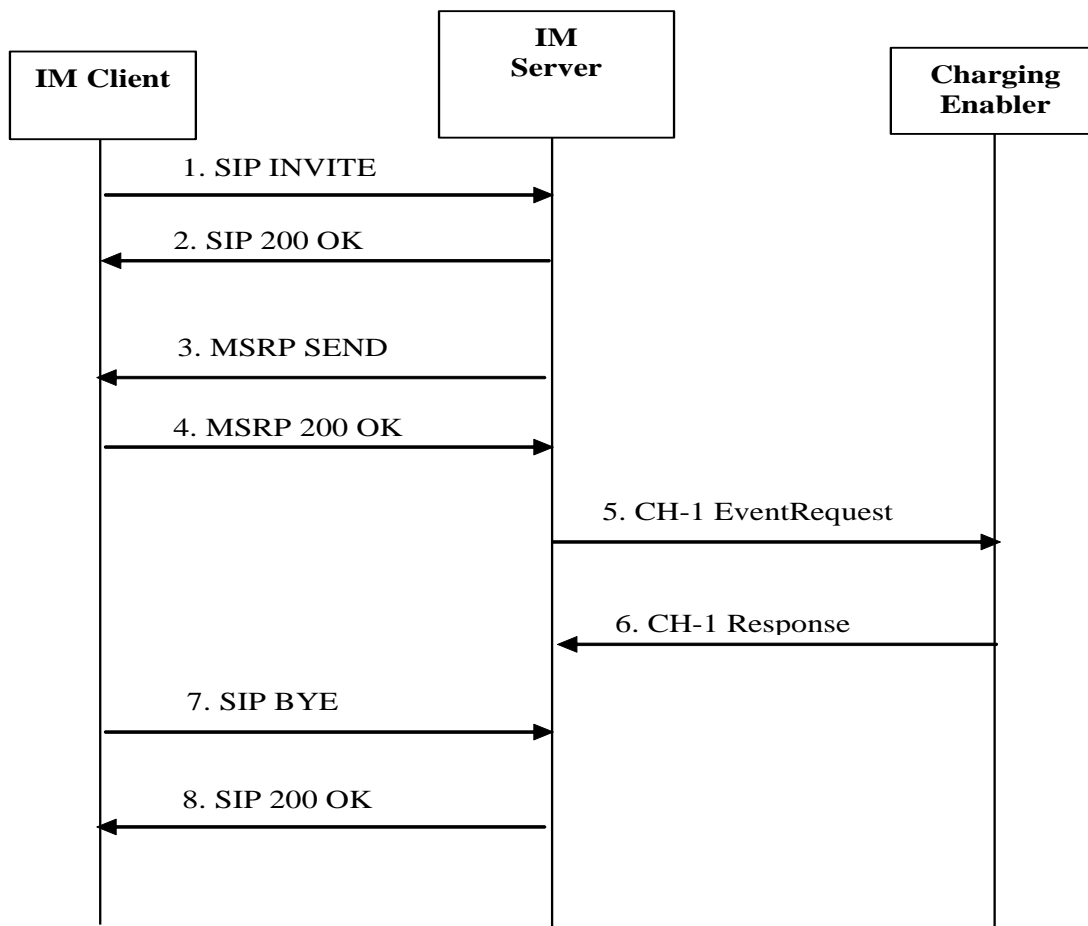 IM Client
IM
Server
Charging
Enabler
1. SIP INVITE
2. SIP 200 OK
3. MSRP SEND
4. MSRP 200 OK
5. CH-1 EventRequest
6. CH-1 Response
7. SIP BYE
8. SIP 200 OK